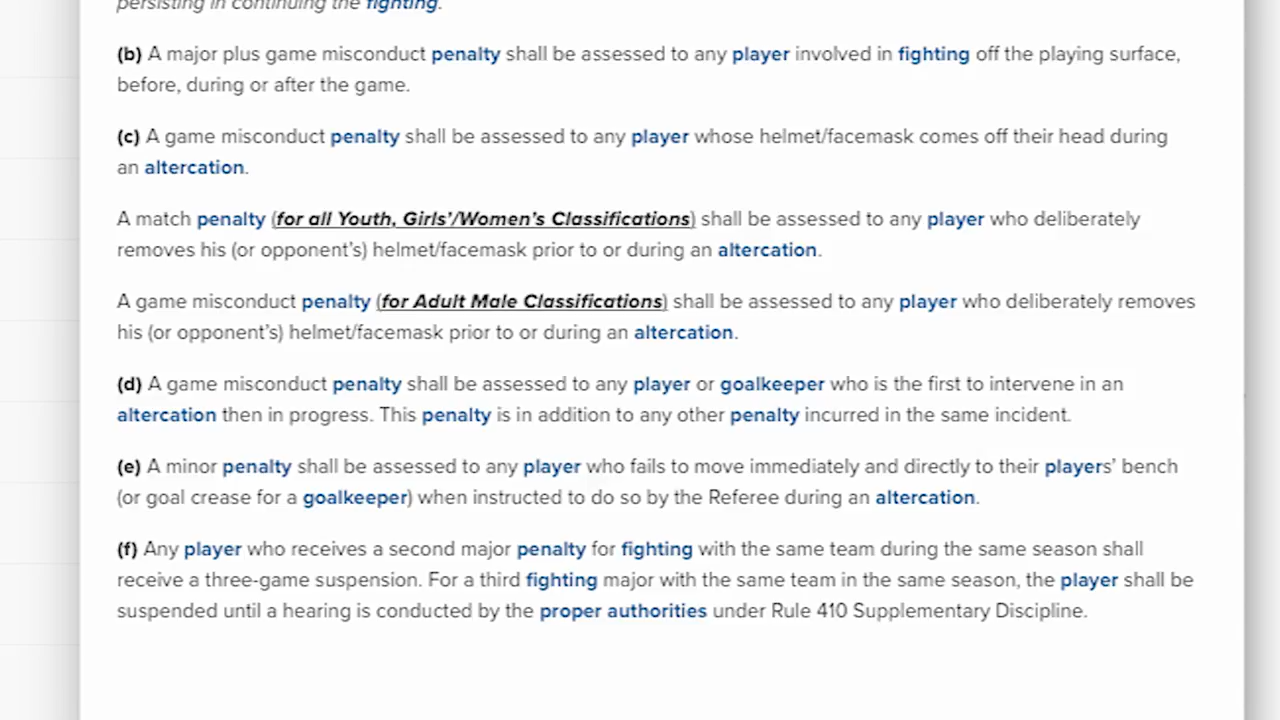 persisting in continuing the fighting.
(b) A major plus game misconduct penalty shall be assessed to any player involved in fighting off the playing surface,
before, during or after the game.
(c) A game misconduct penalty shall be assessed to any player whose helmet/facemask comes off their head during
an altercation.
A match penalty (for all Youth, Girls'/Women's Classifications) shall be assessed to any player who deliberately
removes his (or opponent's) helmet/facemask prior to or during an altercation.
A game misconduct penalty (for Adult Male Classifications) shall be assessed to any player who deliberately removes
his (or opponent's) helmet/facemask prior to or during an altercation.
(d) A game misconduct penalty shall be assessed to any player or goalkeeper who is the first to intervene in an
altercation then in progress. This penalty is in addition to any other penalty incurred in the same incident.
(e) A minor penalty shall be assessed to any player who fails to move immediately and directly to their players' bench
(or goal crease for a goalkeeper) when instructed to do so by the Referee during an altercation.
(f) Any player who receives a second major penalty for fighting with the same team during the same season shall
receive a three-game suspension. For a third fighting major with the same team in the same season, the player shall be
suspended until a hearing is conducted by the proper authorities under Rule 410 Supplementary Discipline.